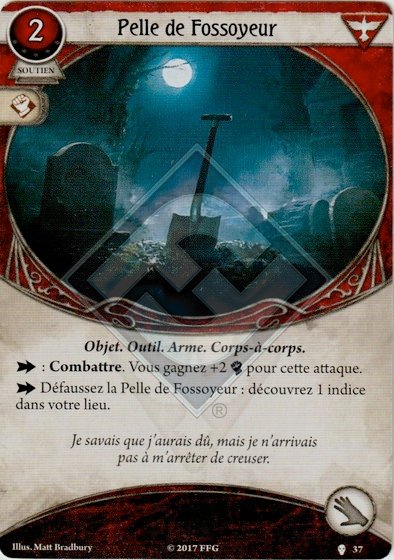 2
Pelle de Fossoyeur
SOUTIEN
Objet. Outil. Arme. Corps-à-corps.
: Combattre. Vous gagnez +2 pour cette attaque.
Défaussez la Pelle de Fossoyeur : découvrez 1 indice
dans votre lieu.
Je savais que j'aurais dû, mais je n'arrivais
pas à m'arrêter de creuser.
®
Illus. Matt Bradbury
© 2017 FFG
37